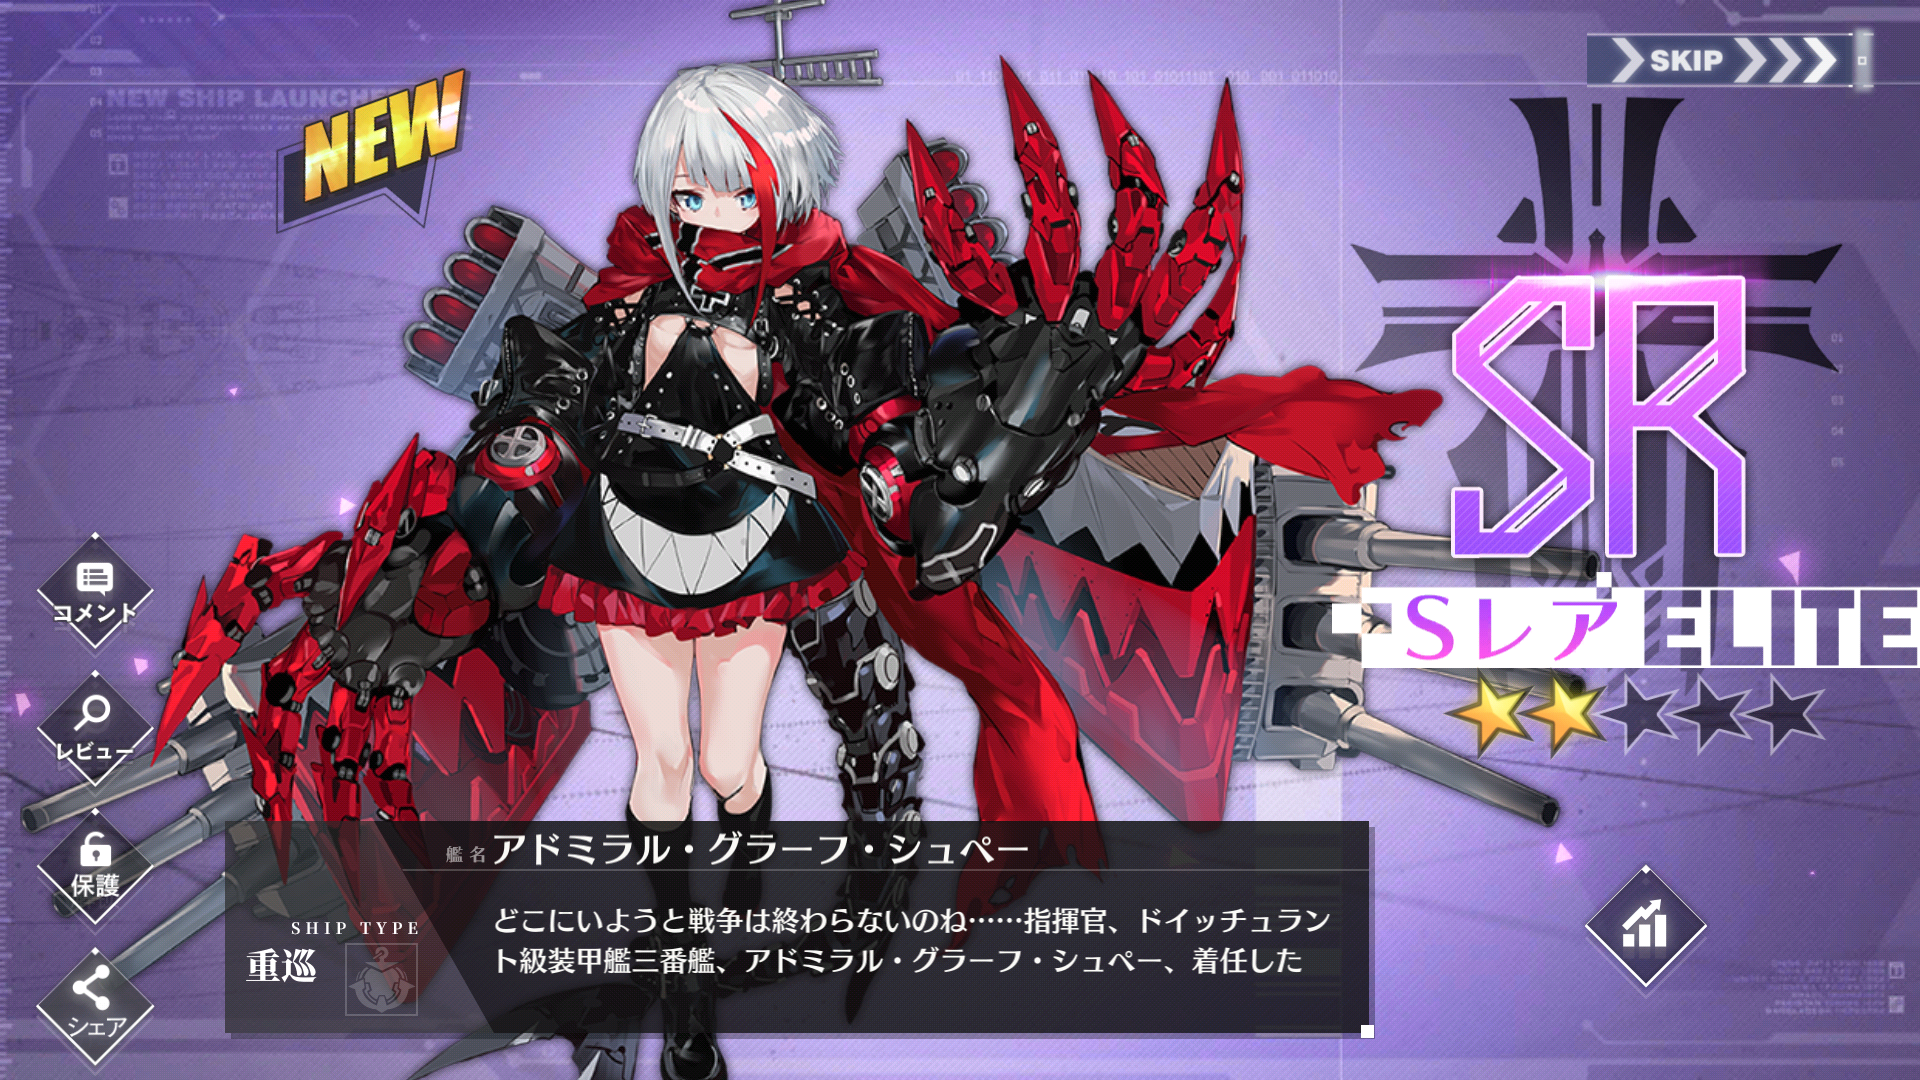 SKIP
NEW SHIP LAUNCHE
NEW
SR
Sレア ELITE
コメント
レビュー
保護
シェア
艦名 アドミラル・グラーフ・シュペー
SHIP TYPE
重巡
どこにいようと戦争は終わらないのね……指揮官、ドイッチュラン
ト級装甲艦三番艦、アドミラル・グラーフ・シュペー、着任した